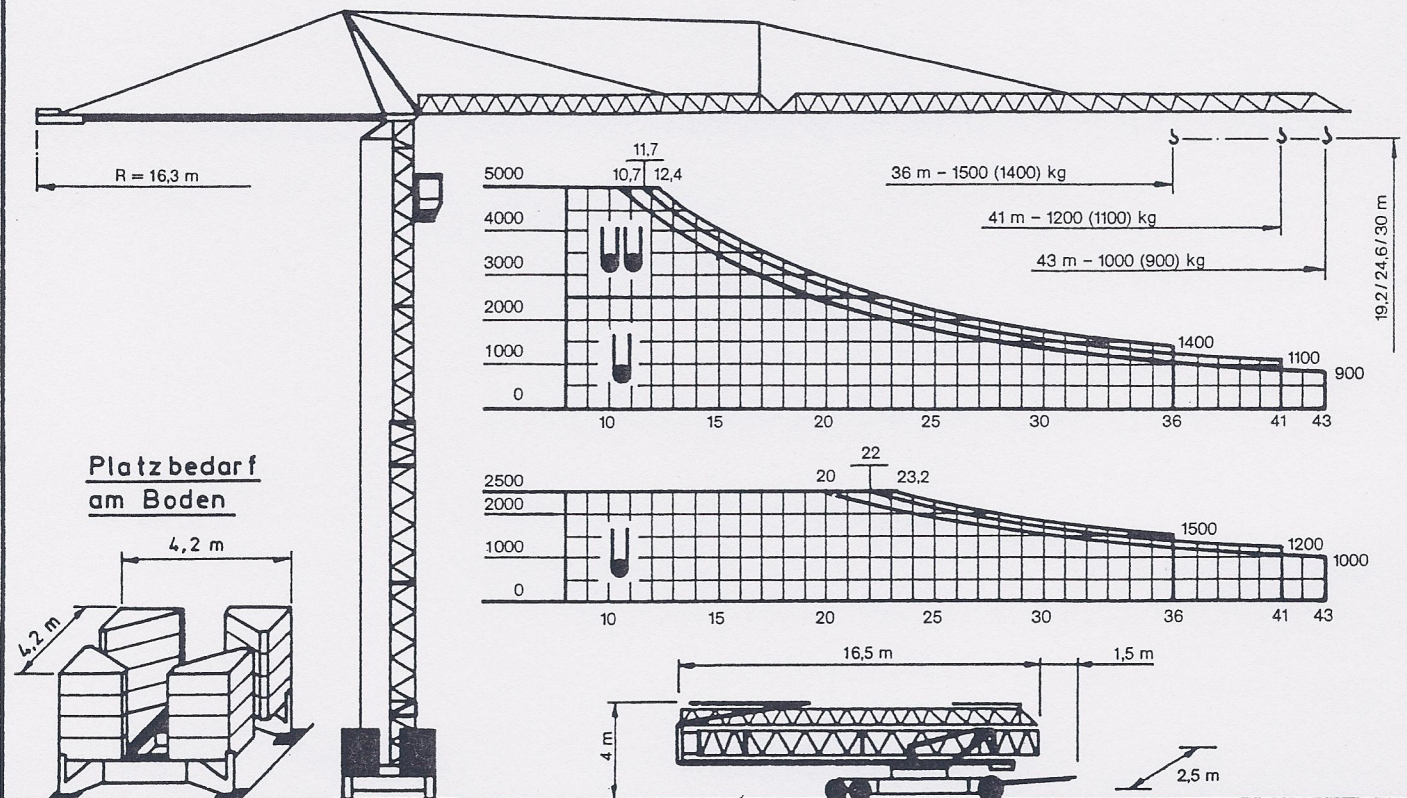 R = 16,3 m
36 m – 1500 (1400) kg
41 m – 1200 (1100) kg
43 m – 1000 (900) kg
19,2 / 24,6 / 30 m
11,7
10,7 12,4
5000
4000
3000
2000
1000
0
1400
1100
900
10 15 20 25 30 36 41 43
Platzbedarf
am Boden
4,2 m
4,2 m
22
20 23,2
2500
2000
1000
0
1500
1200
1000
10 15 20 25 30 36 41 43
16,5 m 1,5 m
4 m
2,5 m